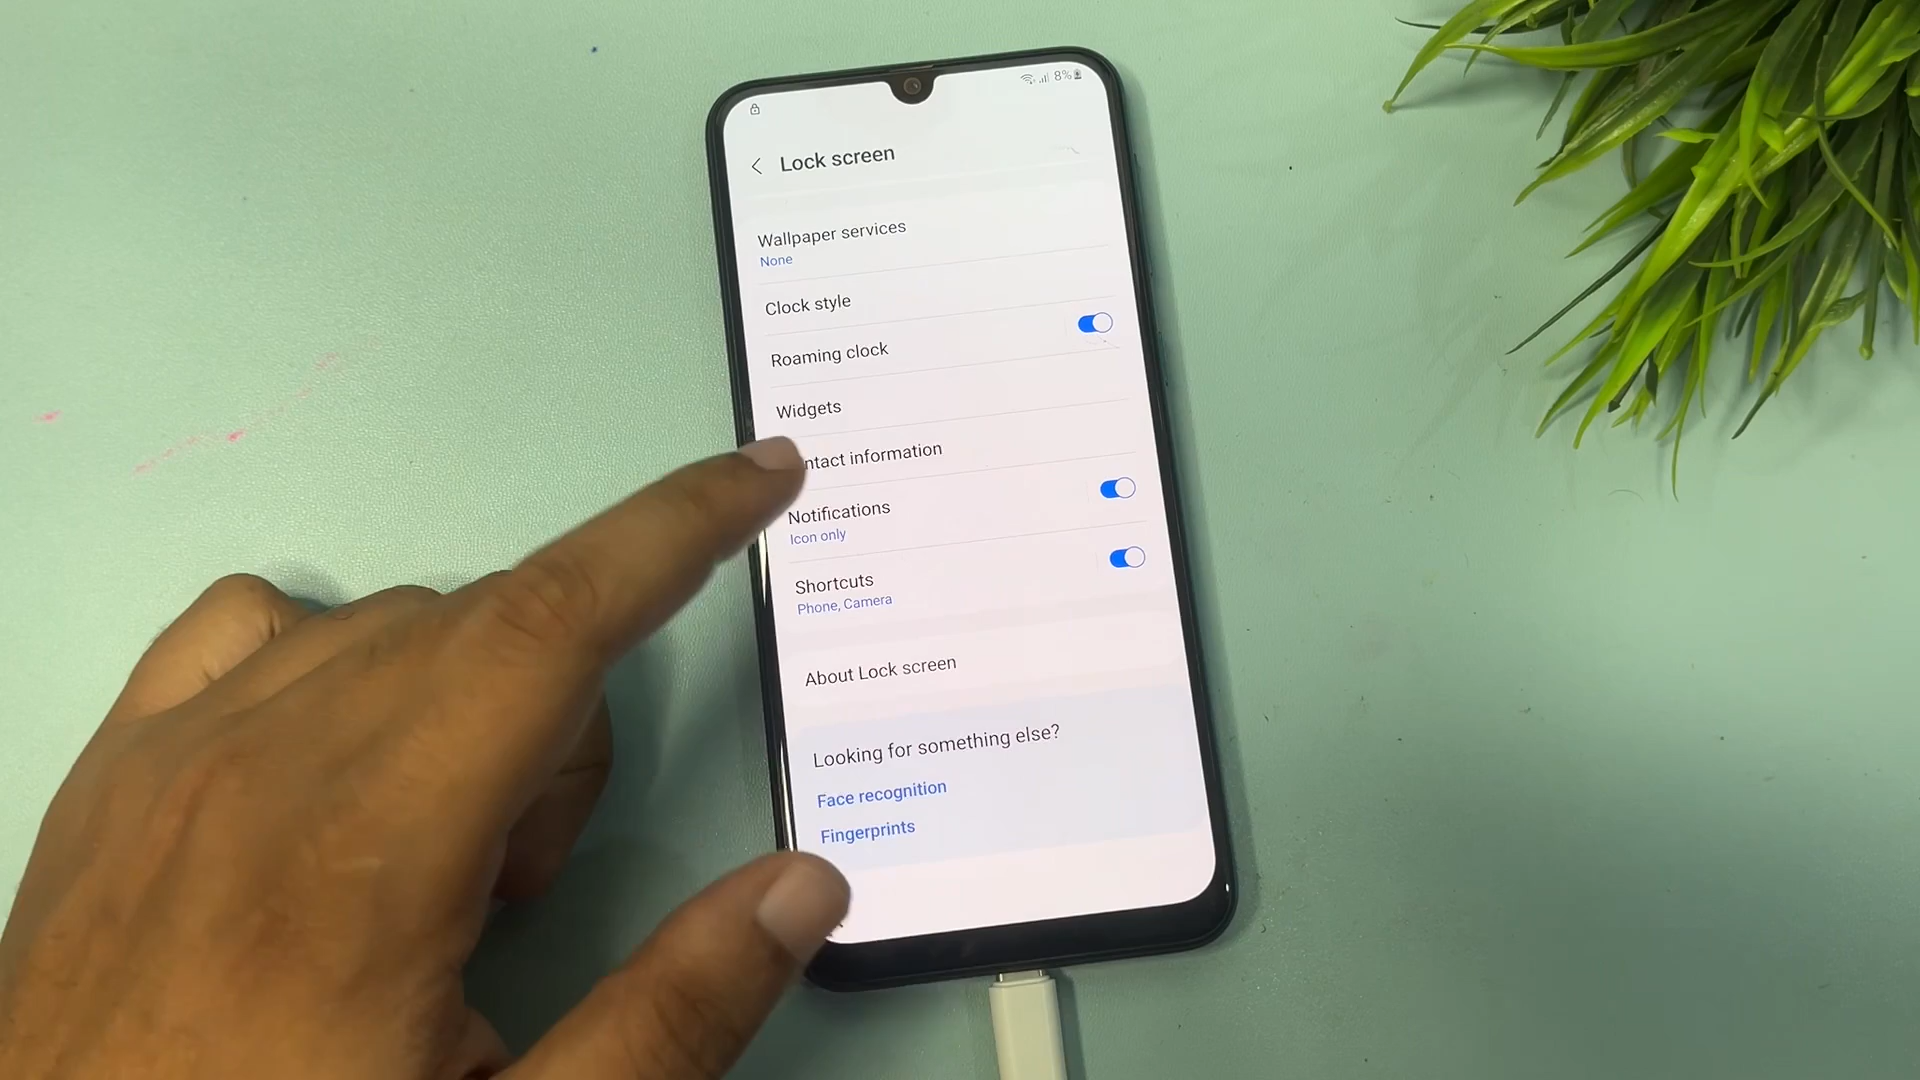 8%
Lock screen
Wallpaper services
None
Clock style
Roaming clock
Widgets
ntact information
Notifications
Icon only
Shortcuts
Phone, Camera
About Lock screen
Looking for something else?
Face recognition
Fingerprints